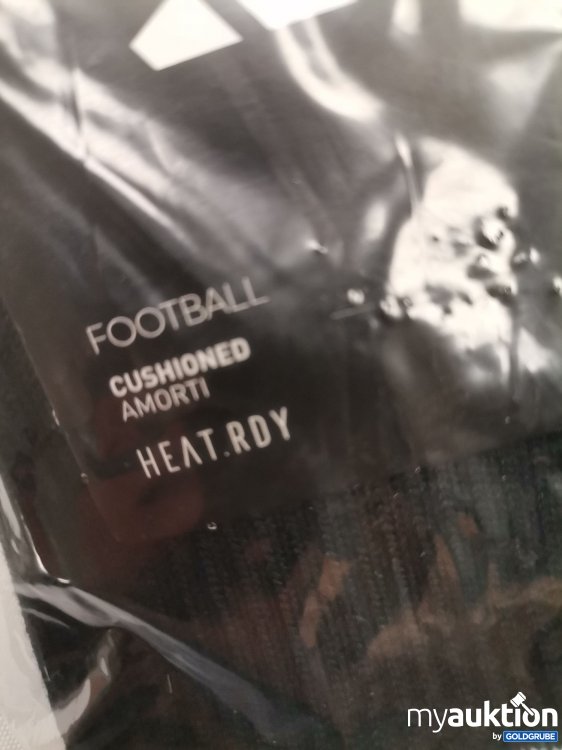 FOOTBALL
CUSHIONED
AMORTI
HEAT.RDY
myauktion
by GOLDGRUBE